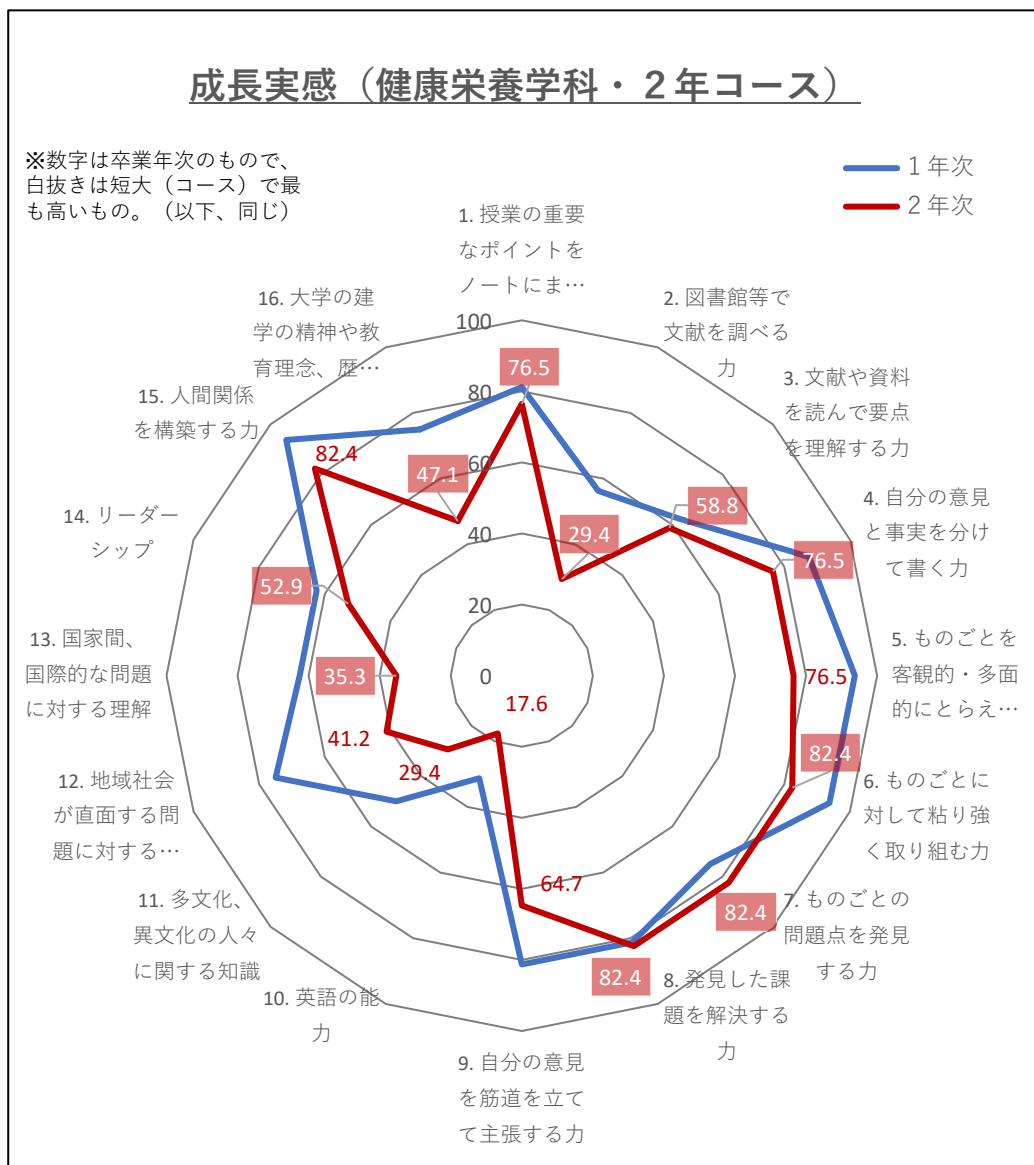 成長実感（健康栄養学科・２年コース）
※数字は卒業年次のもので、
白抜きは短大（コース）で最
も高いもの。（以下、同じ）
１年次
２年次
1. 授業の重要
なポイントを
ノートにま…
2. 図書館等で
文献を調べる
力
3. 文献や資料
を読んで要点
を理解する力
4. 自分の意見
と事実を分け
て書く力
5. ものごとを
客観的・多面
的にとらえ…
6. ものごとに
対して粘り強
く取り組む力
7. ものごとの
問題点を発見
する力
8. 発見した課
題を解決する
力
9. 自分の意見
を筋道を立て
て主張する力
10. 英語の能
力
11. 多文化、
異文化の人々
に関する知識
12. 地域社会
が直面する問
題に対する…
13. 国家間、
国際的な問題
に対する理解
14. リーダー
シップ
15. 人間関係
を構築する力
16. 大学の建
学の精神や教
育理念、歴…
100
80
60
40
20
0
76.5
29.4
58.8
76.5
76.5
82.4
82.4
82.4
64.7
17.6
29.4
41.2
35.3
52.9
82.4
47.1